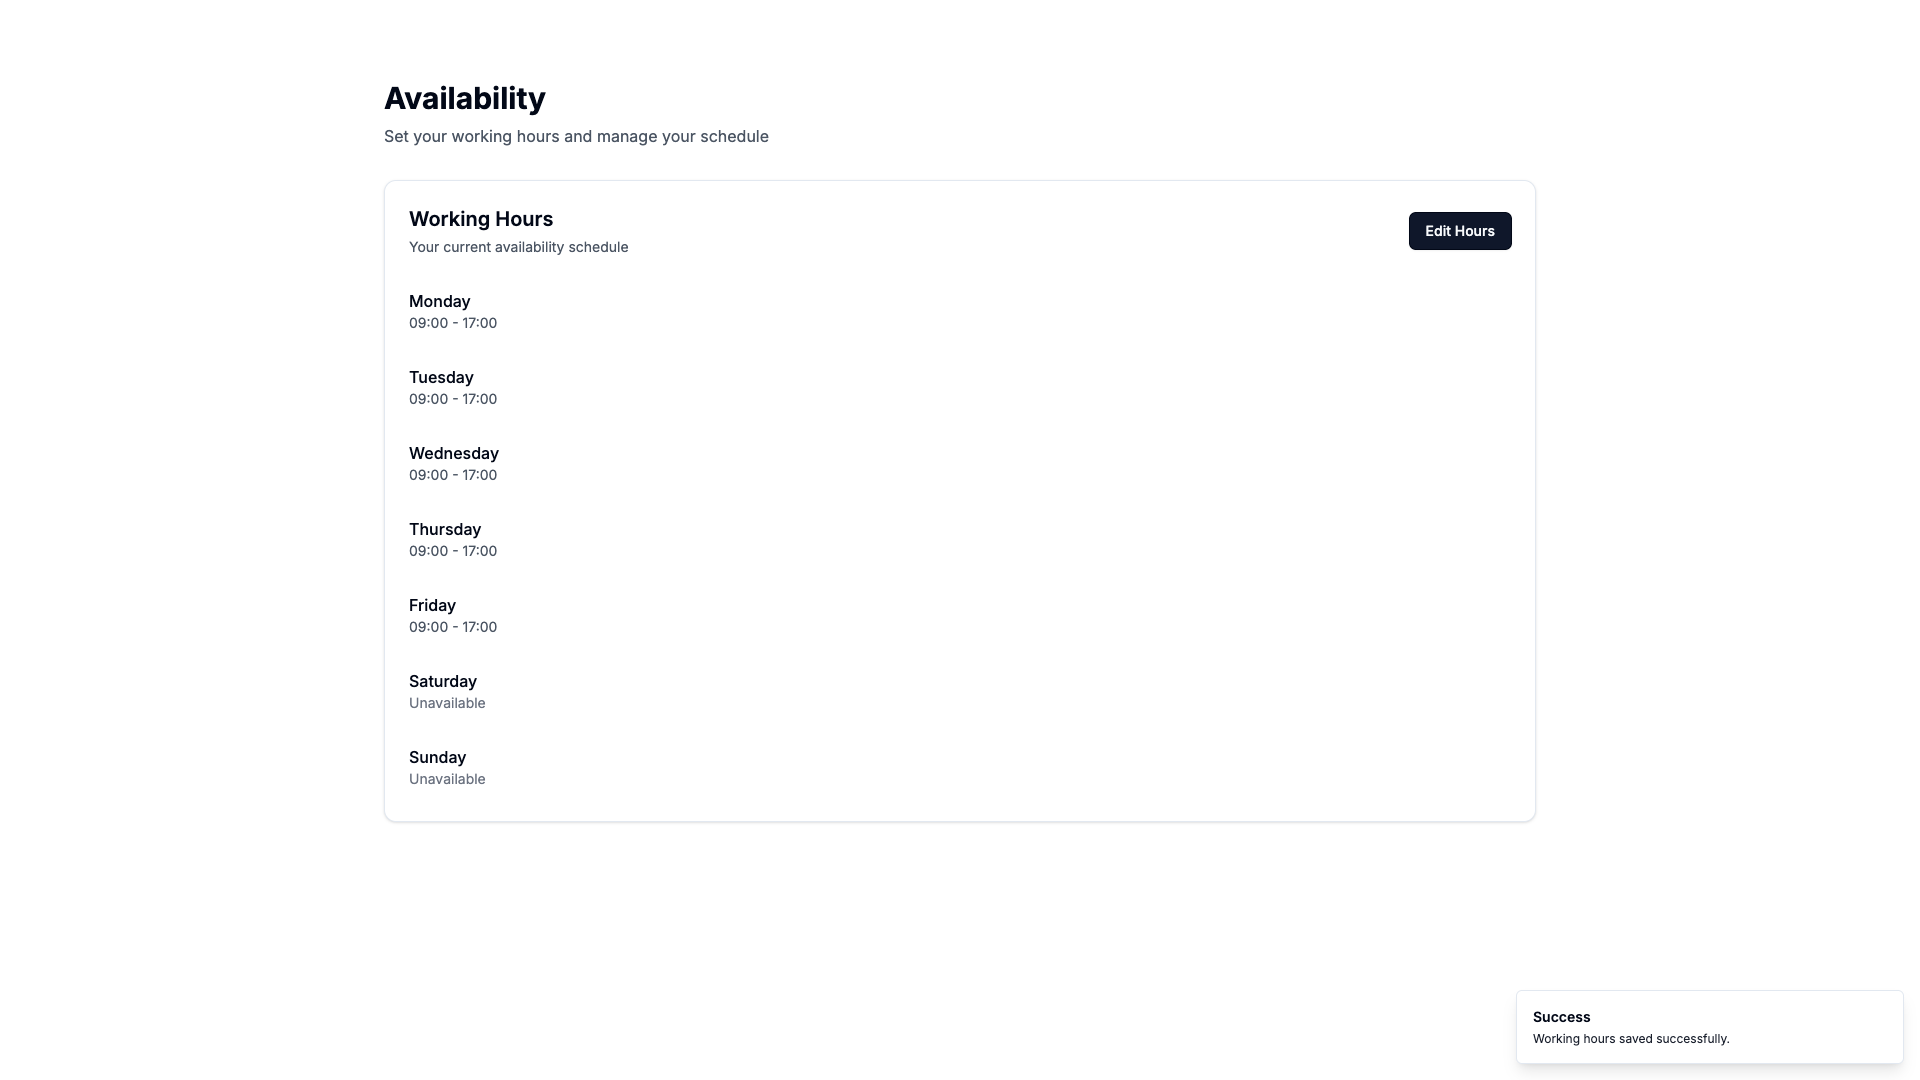 Availability
Set your working hours and manage your schedule
Working Hours
Your current availability schedule
Edit Hours
Monday
09:00 - 17:00
Tuesday
09:00 - 17:00
Wednesday
09:00 - 17:00
Thursday
09:00 - 17:00
Friday
09:00 - 17:00
Saturday
Unavailable
Sunday
Unavailable
Success
Working hours saved successfully.